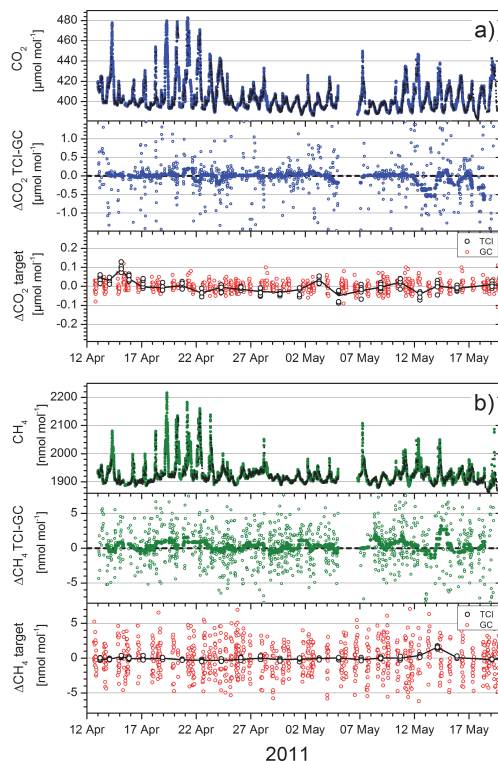 a)
CO2
[µmol mol-1]
480
460
440
420
400
ΔCO2 TCI-GC
[µmol mol-1]
1.0
0.5
0.0
-0.5
-1.0
ΔCO2 target
[µmol mol-1]
0.2
0.1
0.0
-0.1
-0.2
TCI
GC
12 Apr 17 Apr 22 Apr 27 Apr 02 May 07 May 12 May 17 May
b)
CH4
[nmol mol-1]
2200
2100
2000
1900
ΔCH4 TCI-GC
[nmol mol-1]
5
0
-5
ΔCH4 target
[nmol mol-1]
5
0
-5
TCI
GC
12 Apr 17 Apr 22 Apr 27 Apr 02 May 07 May 12 May 17 May
2011